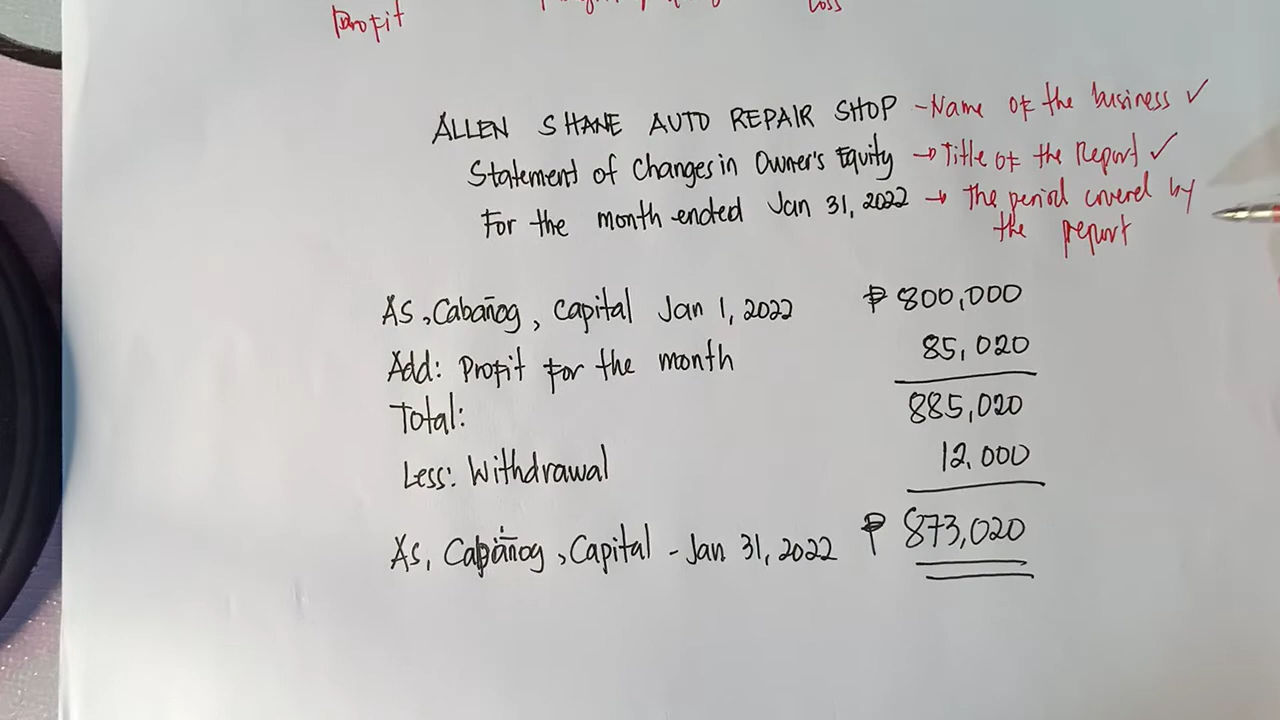 Profit
Loss
ALLEN SHANE AUTO REPAIR SHOP - Name of the business ✓
Statement of Changes in Owner's Equity → Title of the Report ✓
For the month ended Jan 31, 2022 → The period covered by
the report
AS, Cabañog, Capital Jan 1, 2022 ₱ 800,000
Add: Profit for the month 85,020
Total: 885,020
Less: Withdrawal 12,000
As, Cabañog, Capital - Jan 31, 2022 ₱ 873,020